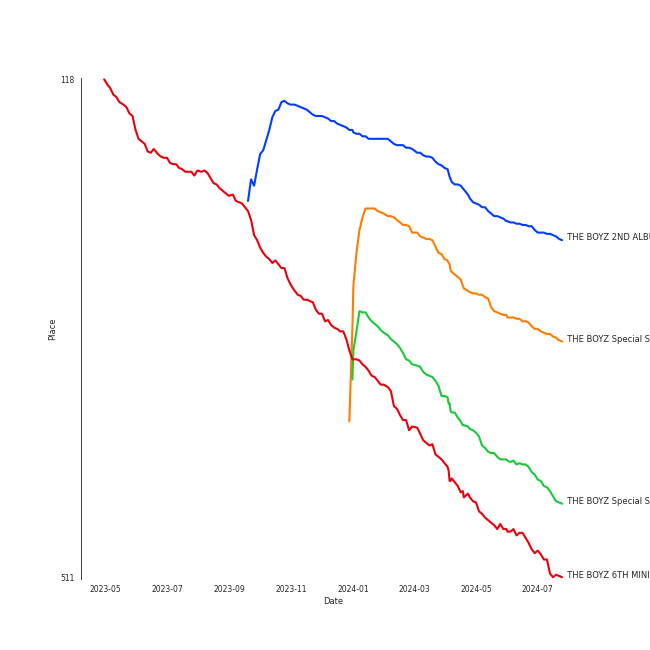 118
THE BOYZ 2ND ALBU
THE BOYZ Special S
Place
THE BOYZ Special S
THE BOYZ 6TH MINI
511
2023-05 2023-07 2023-09 2023-11 2024-01 2024-03 2024-05 2024-07
Date